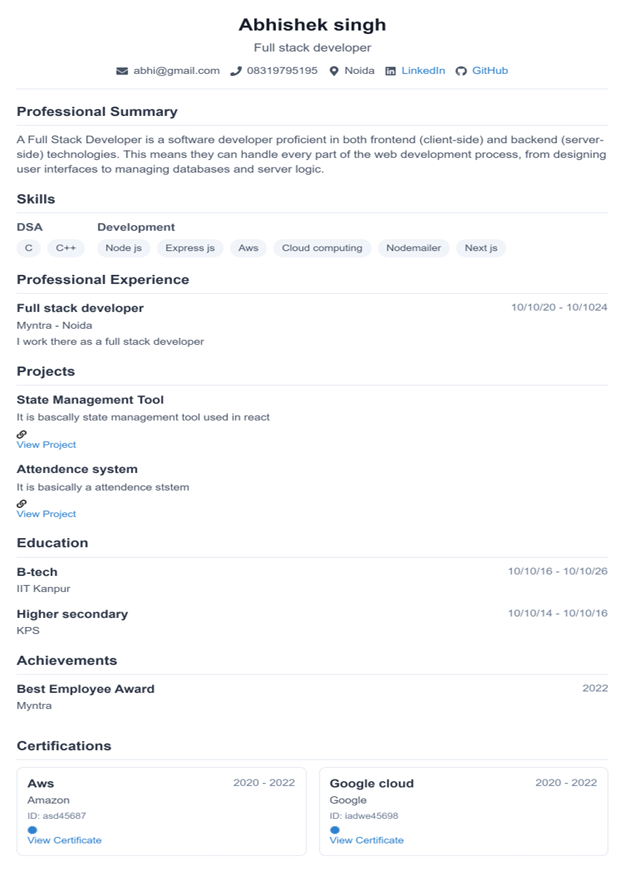 Abhishek singh
Full stack developer
abhi@gmail.com 08319795195 Noida LinkedIn GitHub
Professional Summary
A Full Stack Developer is a software developer proficient in both frontend (client-side) and backend (server-
side) technologies. This means they can handle every part of the web development process, from designing
user interfaces to managing databases and server logic.
Skills
DSA Development
C C++ Node js Express js Aws Cloud computing Nodemailer Next js
Professional Experience
Full stack developer 10/10/20 - 10/1024
Myntra - Noida
I work there as a full stack developer
Projects
State Management Tool
It is bascally state management tool used in react
View Project
Attendence system
It is basically a attendence ststem
View Project
Education
B-tech 10/10/16 - 10/10/26
IIT Kanpur
Higher secondary 10/10/14 - 10/10/16
KPS
Achievements
Best Employee Award 2022
Myntra
Certifications
Aws 2020 - 2022 Google cloud 2020 - 2022
Amazon Google
ID: asd45687 ID: iadwe45698
View Certificate View Certificate